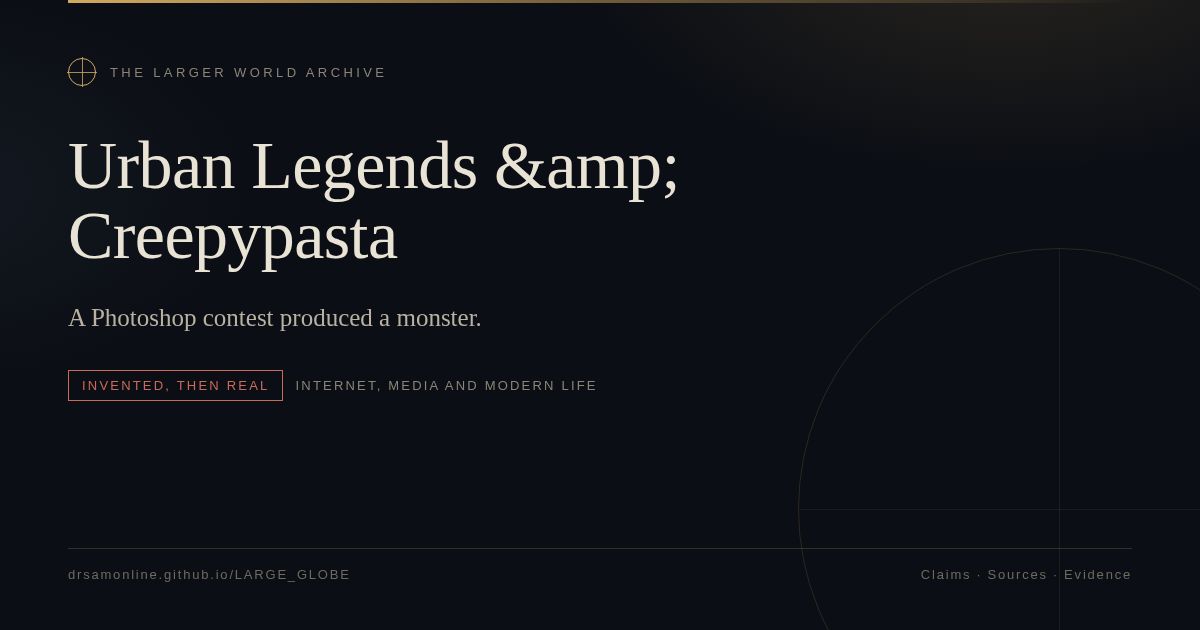 THE LARGER WORLD ARCHIVE
Urban Legends &amp;
Creepypasta
A Photoshop contest produced a monster.
INVENTED, THEN REAL INTERNET, MEDIA AND MODERN LIFE
drsamonline.github.io/LARGE_GLOBE Claims · Sources · Evidence